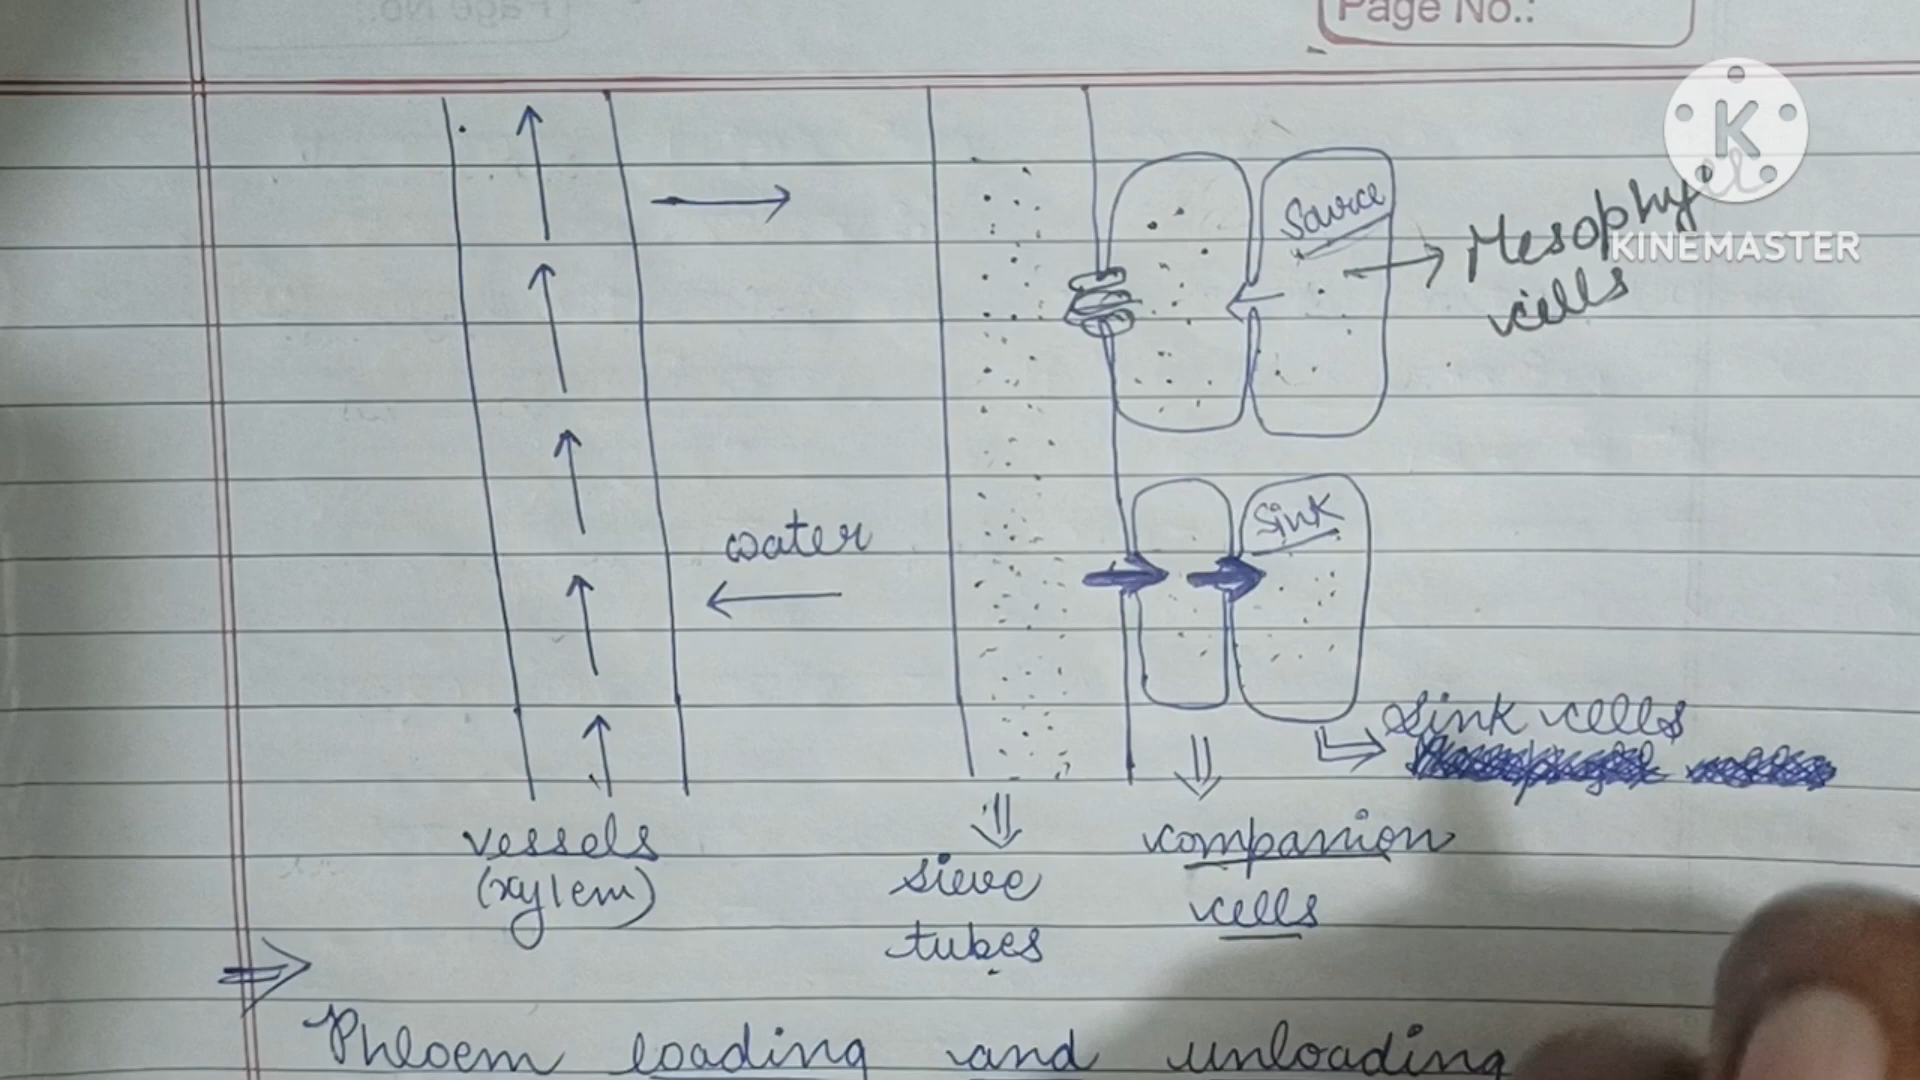 Page No.:
Source
Mesophy
cells
KINEMASTER
Sink
water
Sink cells
vessels
(xylem)
sieve
tubes
companion
cells
Phloem loading and unloading